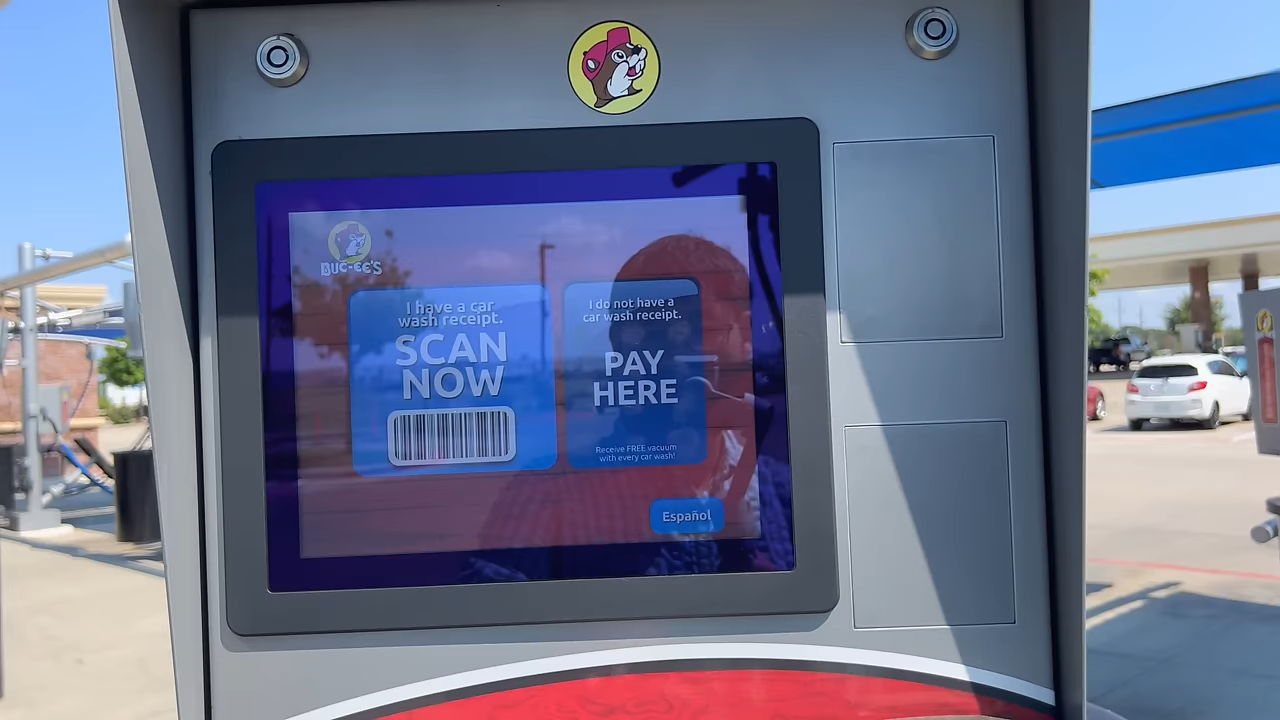 BUC-EE'S
I have a car
wash receipt.
SCAN
NOW
I do not have a
car wash receipt.
PAY
HERE
Receive FREE vacuum
with every car wash!
Español